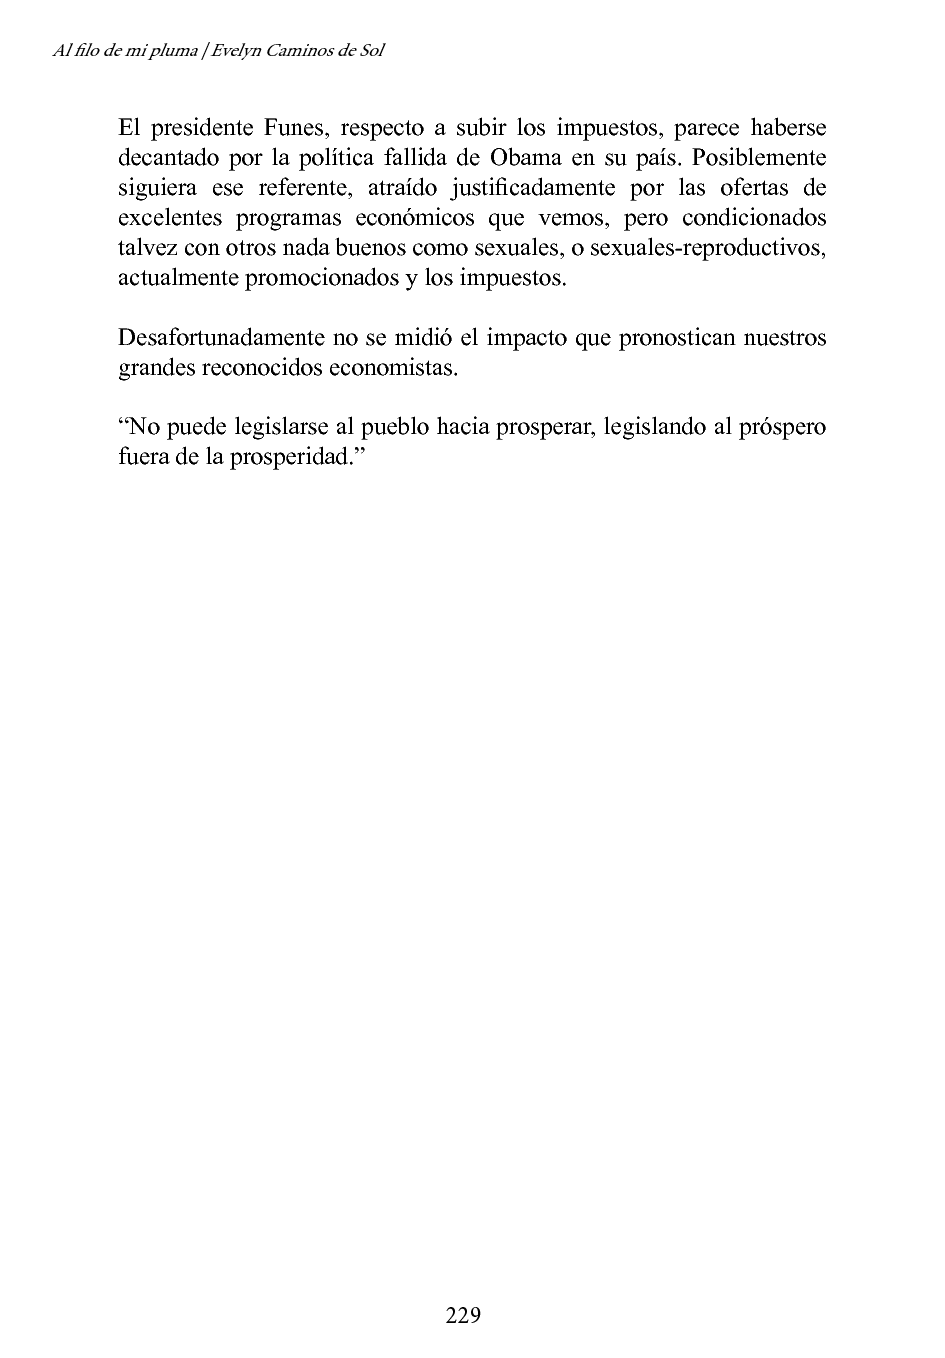 Al filo de mi pluma / Evelyn Caminos de Sol
El presidente Funes, respecto a subir los impuestos, parece haberse
decantado por la política fallida de Obama en su país. Posiblemente
siguiera ese referente, atraído justificadamente por las ofertas de
excelentes programas económicos que vemos, pero condicionados
talvez con otros nada buenos como sexuales, o sexuales-reproductivos,
actualmente promocionados y los impuestos.
Desafortunadamente no se midió el impacto que pronostican nuestros
grandes reconocidos economistas.
“No puede legislarse al pueblo hacia prosperar, legislando al próspero
fuera de la prosperidad.”
229